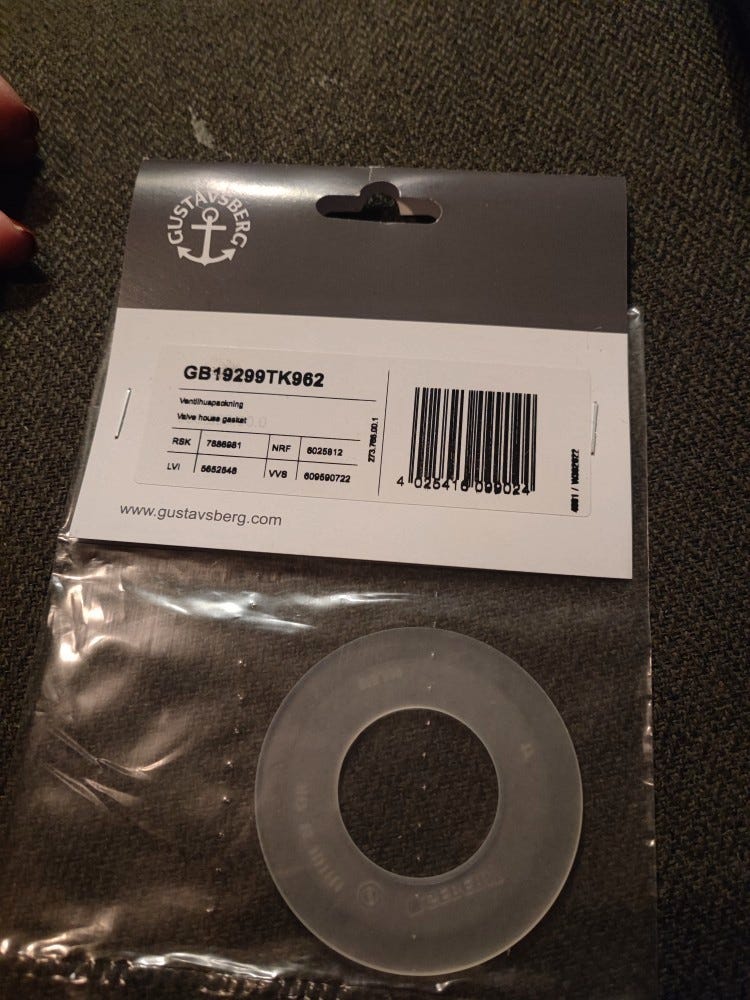 GUSTAVSBERG
GB19299TK962
Ventilhuspackning
Valve house gasket
RSK 7886981 NRF 6025812
LVI 5652548 VVS 609590722
273.768.00.1
4 025416 099024
www.gustavsberg.com